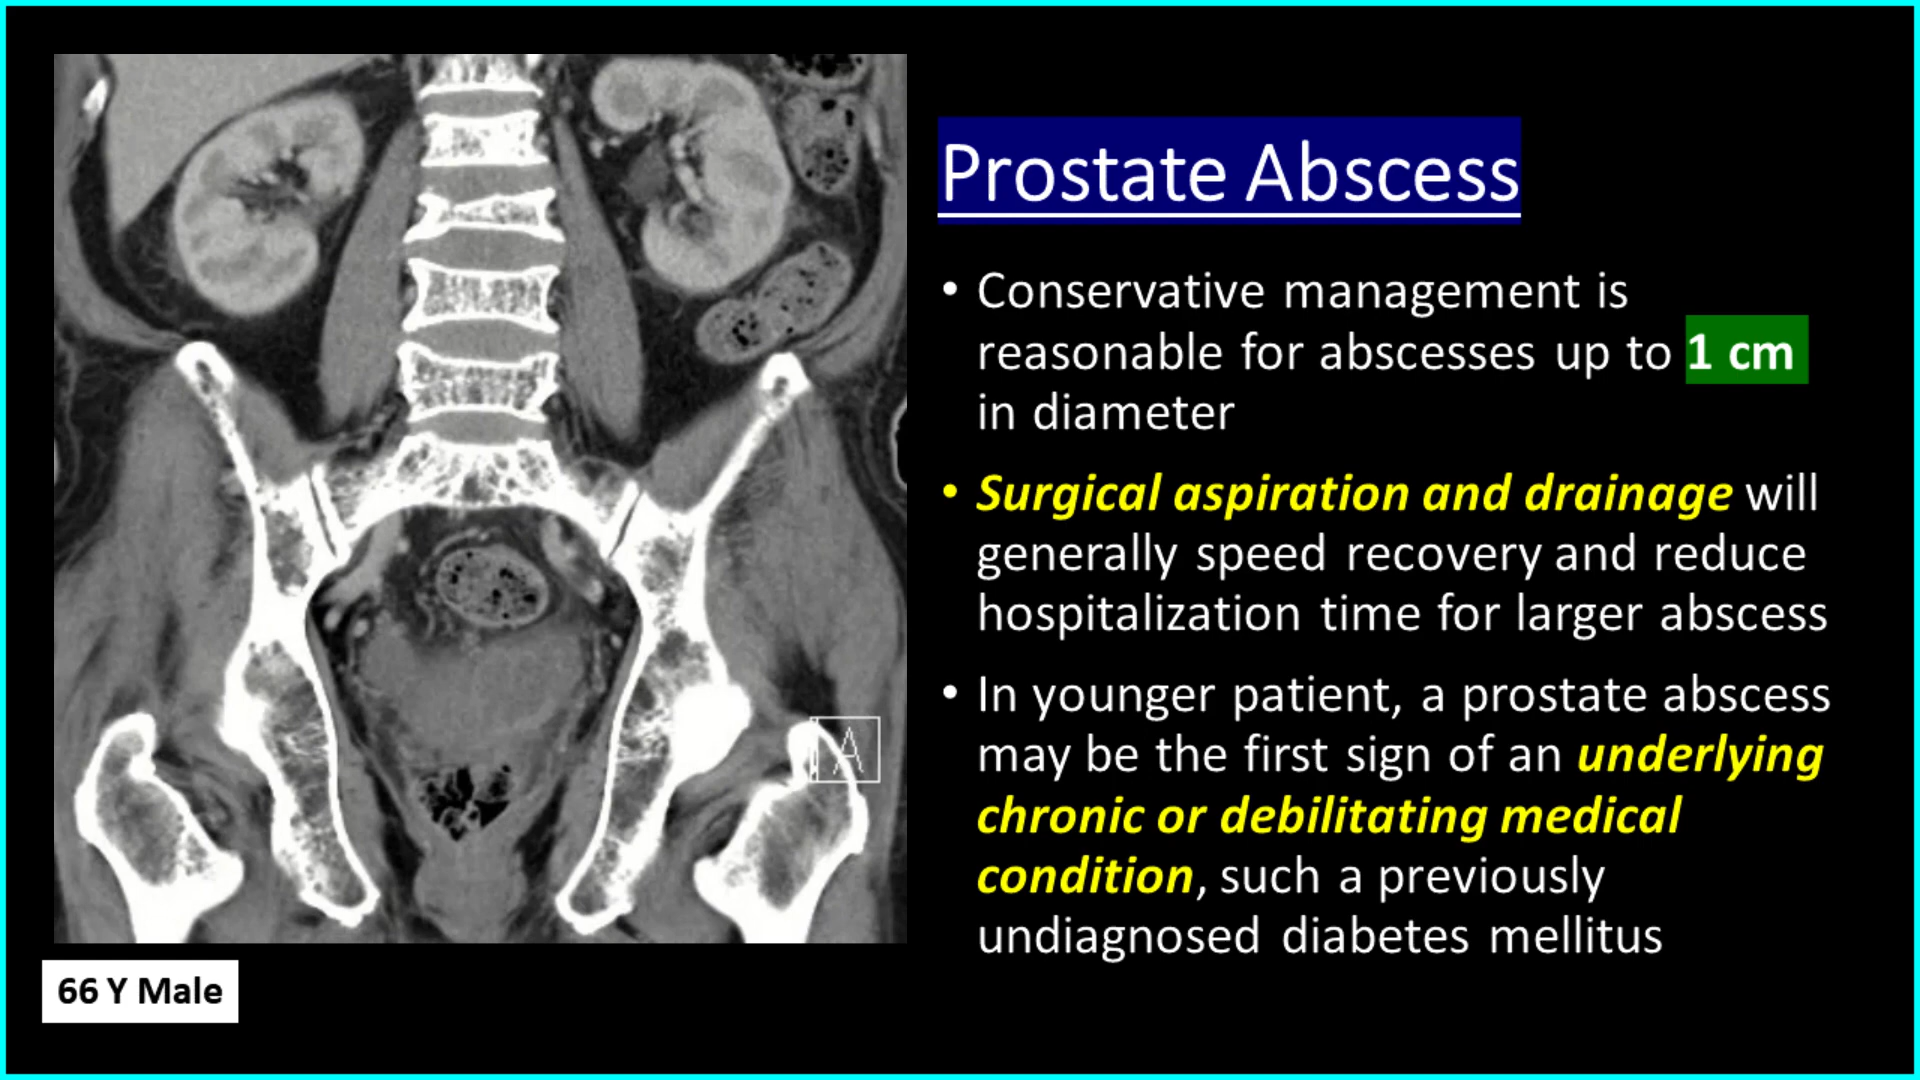 Prostate Abscess
• Conservative management is
reasonable for abscesses up to 1 cm
in diameter
• Surgical aspiration and drainage will
generally speed recovery and reduce
hospitalization time for larger abscess
• In younger patient, a prostate abscess
may be the first sign of an underlying
chronic or debilitating medical
condition, such a previously
undiagnosed diabetes mellitus
A
66 Y Male